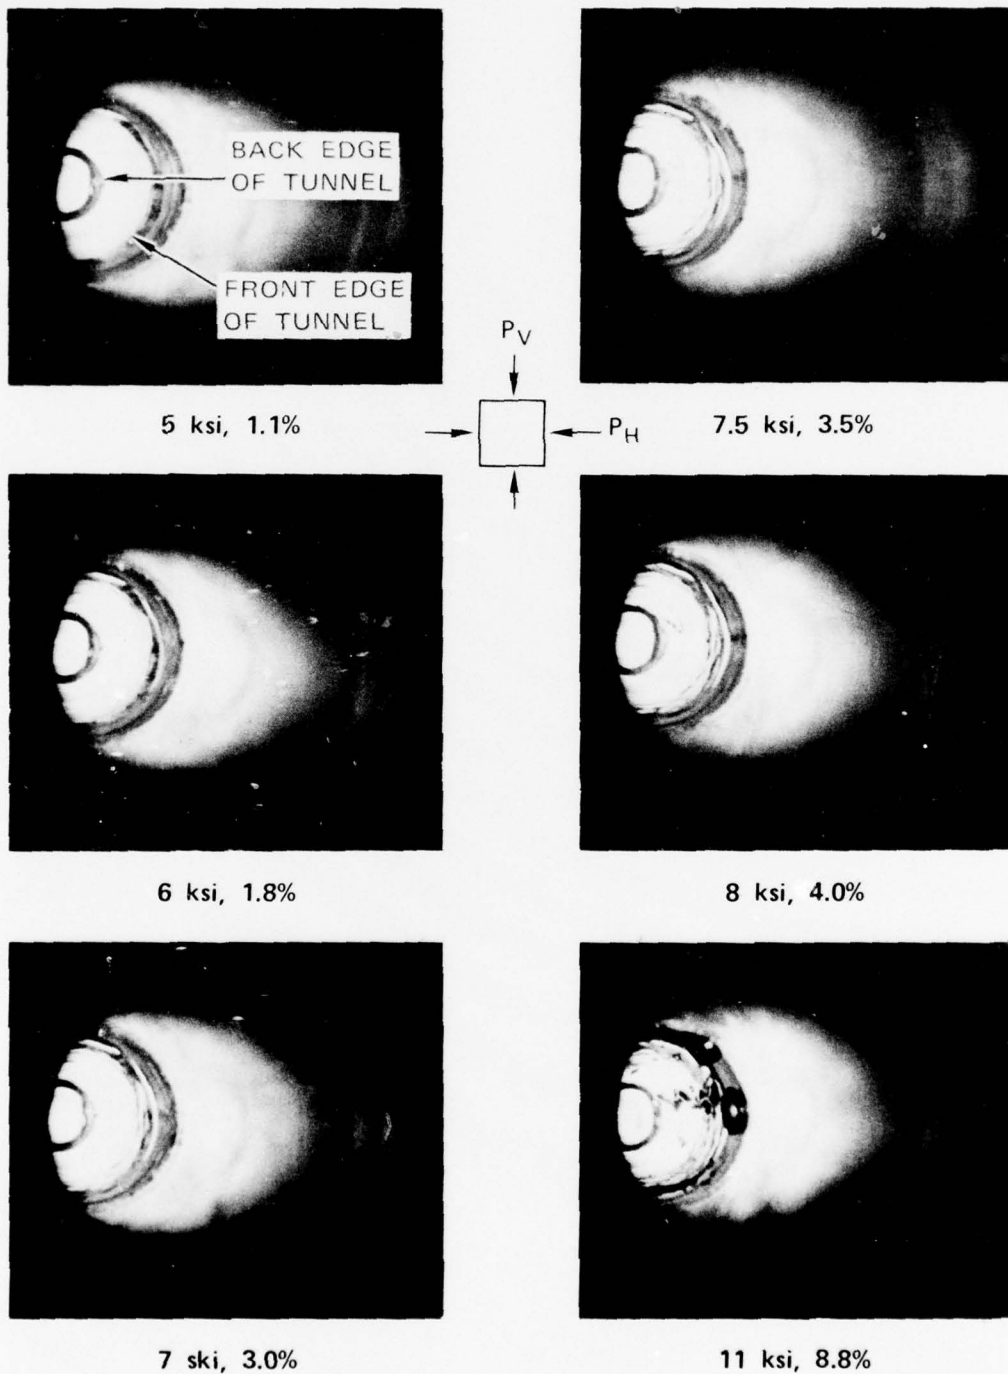 BACK EDGE
OF TUNNEL
FRONT EDGE
OF TUNNEL
P_V
5 ksi, 1.1%
P_H
7.5 ksi, 3.5%
6 ksi, 1.8%
8 ksi, 4.0%
7 ski, 3.0%
11 ksi, 8.8%